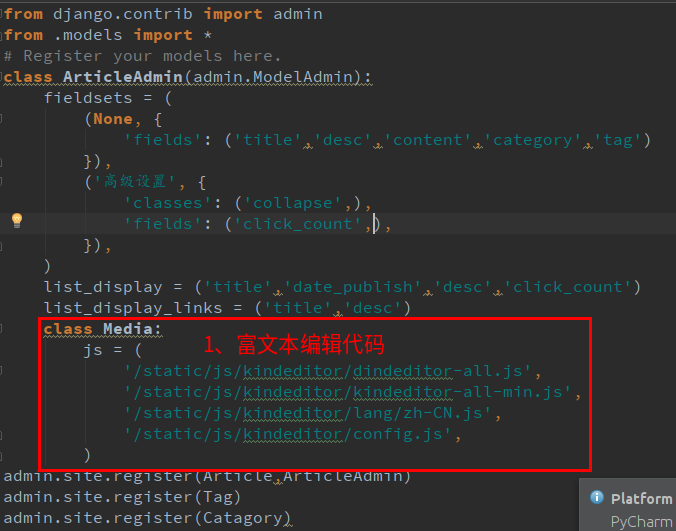 from django.contrib import admin
from .models import *
# Register your models here.
class ArticleAdmin(admin.ModelAdmin):
    fieldsets = (
        (None, {
            'fields': ('title','desc','content','category','tag')
        }),
        ('高级设置', {
            'classes': ('collapse',),
            'fields': ('click_count',),
        }),
    )
    list_display = ('title','date_publish','desc','click_count')
    list_display_links = ('title','desc')
    class Media:
1、富文本编辑代码
        js = (
            '/static/js/kindeditor/dindeditor-all.js',
            '/static/js/kindeditor/kindeditor-all-min.js',
            '/static/js/kindeditor/lang/zh-CN.js',
            '/static/js/kindeditor/config.js',
        )
admin.site.register(Article,ArticleAdmin)
admin.site.register(Tag)
admin.site.register(Catagory)
Platform
PyCharm